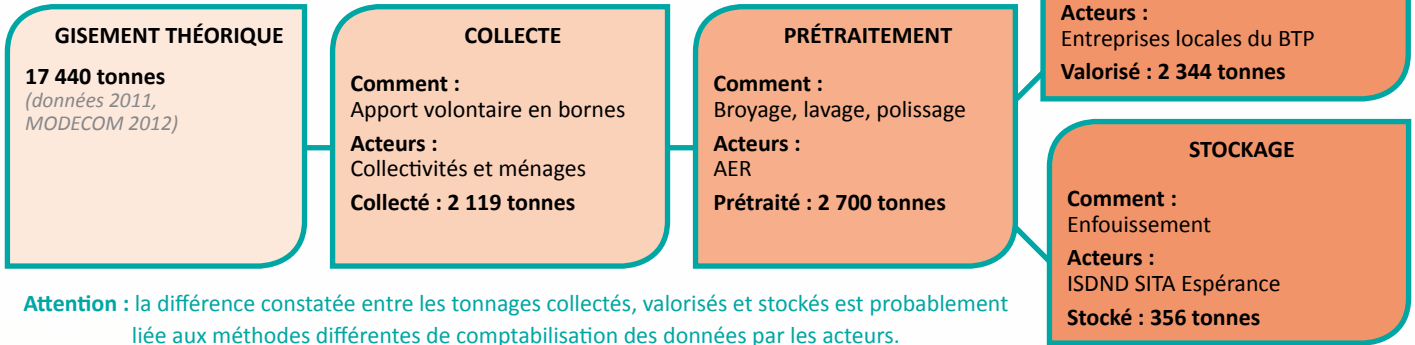 GISEMENT THÉORIQUE
17 440 tonnes
(données 2011,
MODECOM 2012)
COLLECTE
Comment :
Apport volontaire en bornes
Acteurs :
Collectivités et ménages
Collecté : 2 119 tonnes
PRÉTRAITEMENT
Comment :
Broyage, lavage, polissage
Acteurs :
AER
Prétraité : 2 700 tonnes
Acteurs :
Entreprises locales du BTP
Valorisé : 2 344 tonnes
STOCKAGE
Comment :
Enfouissement
Acteurs :
ISDND SITA Espérance
Stocké : 356 tonnes
Attention : la différence constatée entre les tonnages collectés, valorisés et stockés est probablement
liée aux méthodes différentes de comptabilisation des données par les acteurs.